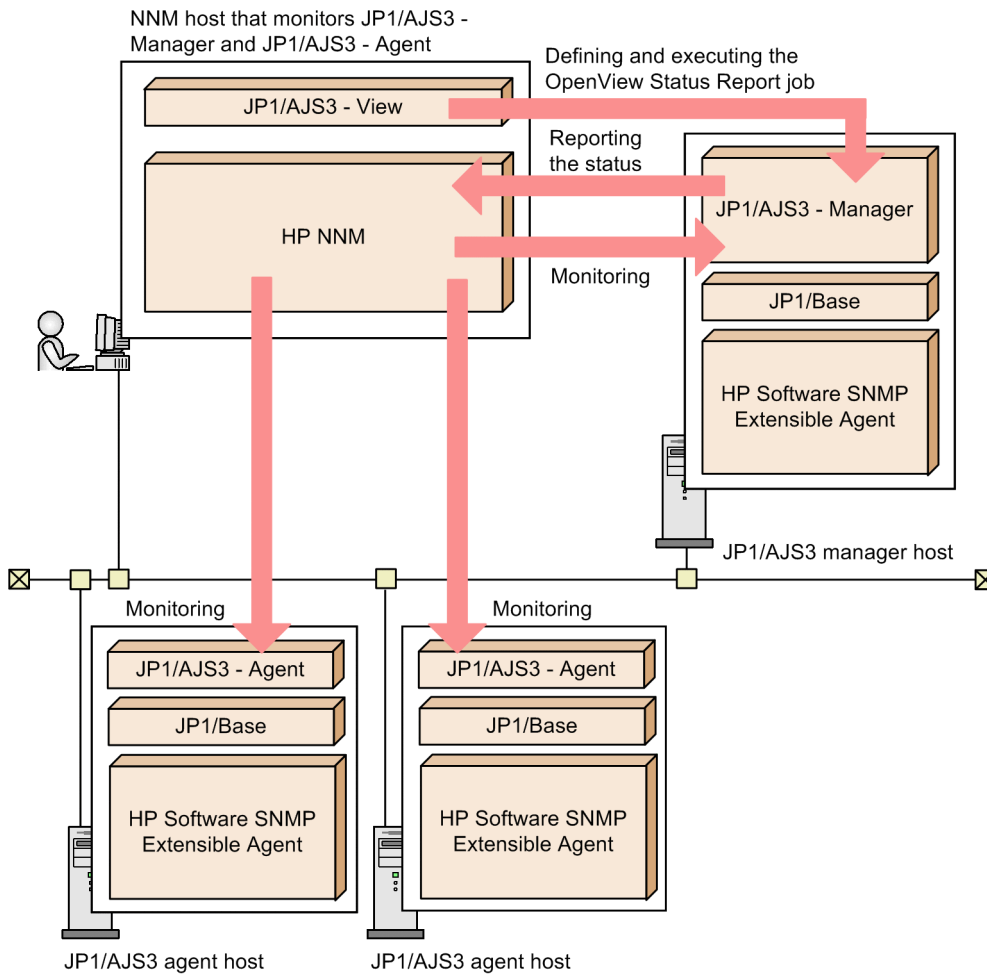 NNM host that monitors JP1/AJS3 -
Manager and JP1/AJS3 - Agent
Defining and executing the
OpenView Status Report job
JP1/AJS3 - View
Reporting
the status
JP1/AJS3 - Manager
HP NNM
Monitoring
JP1/Base
HP Software SNMP
Extensible Agent
JP1/AJS3 manager host
Monitoring
Monitoring
JP1/AJS3 - Agent
JP1/Base
HP Software SNMP
Extensible Agent
JP1/AJS3 agent host
JP1/AJS3 - Agent
JP1/Base
HP Software SNMP
Extensible Agent
JP1/AJS3 agent host